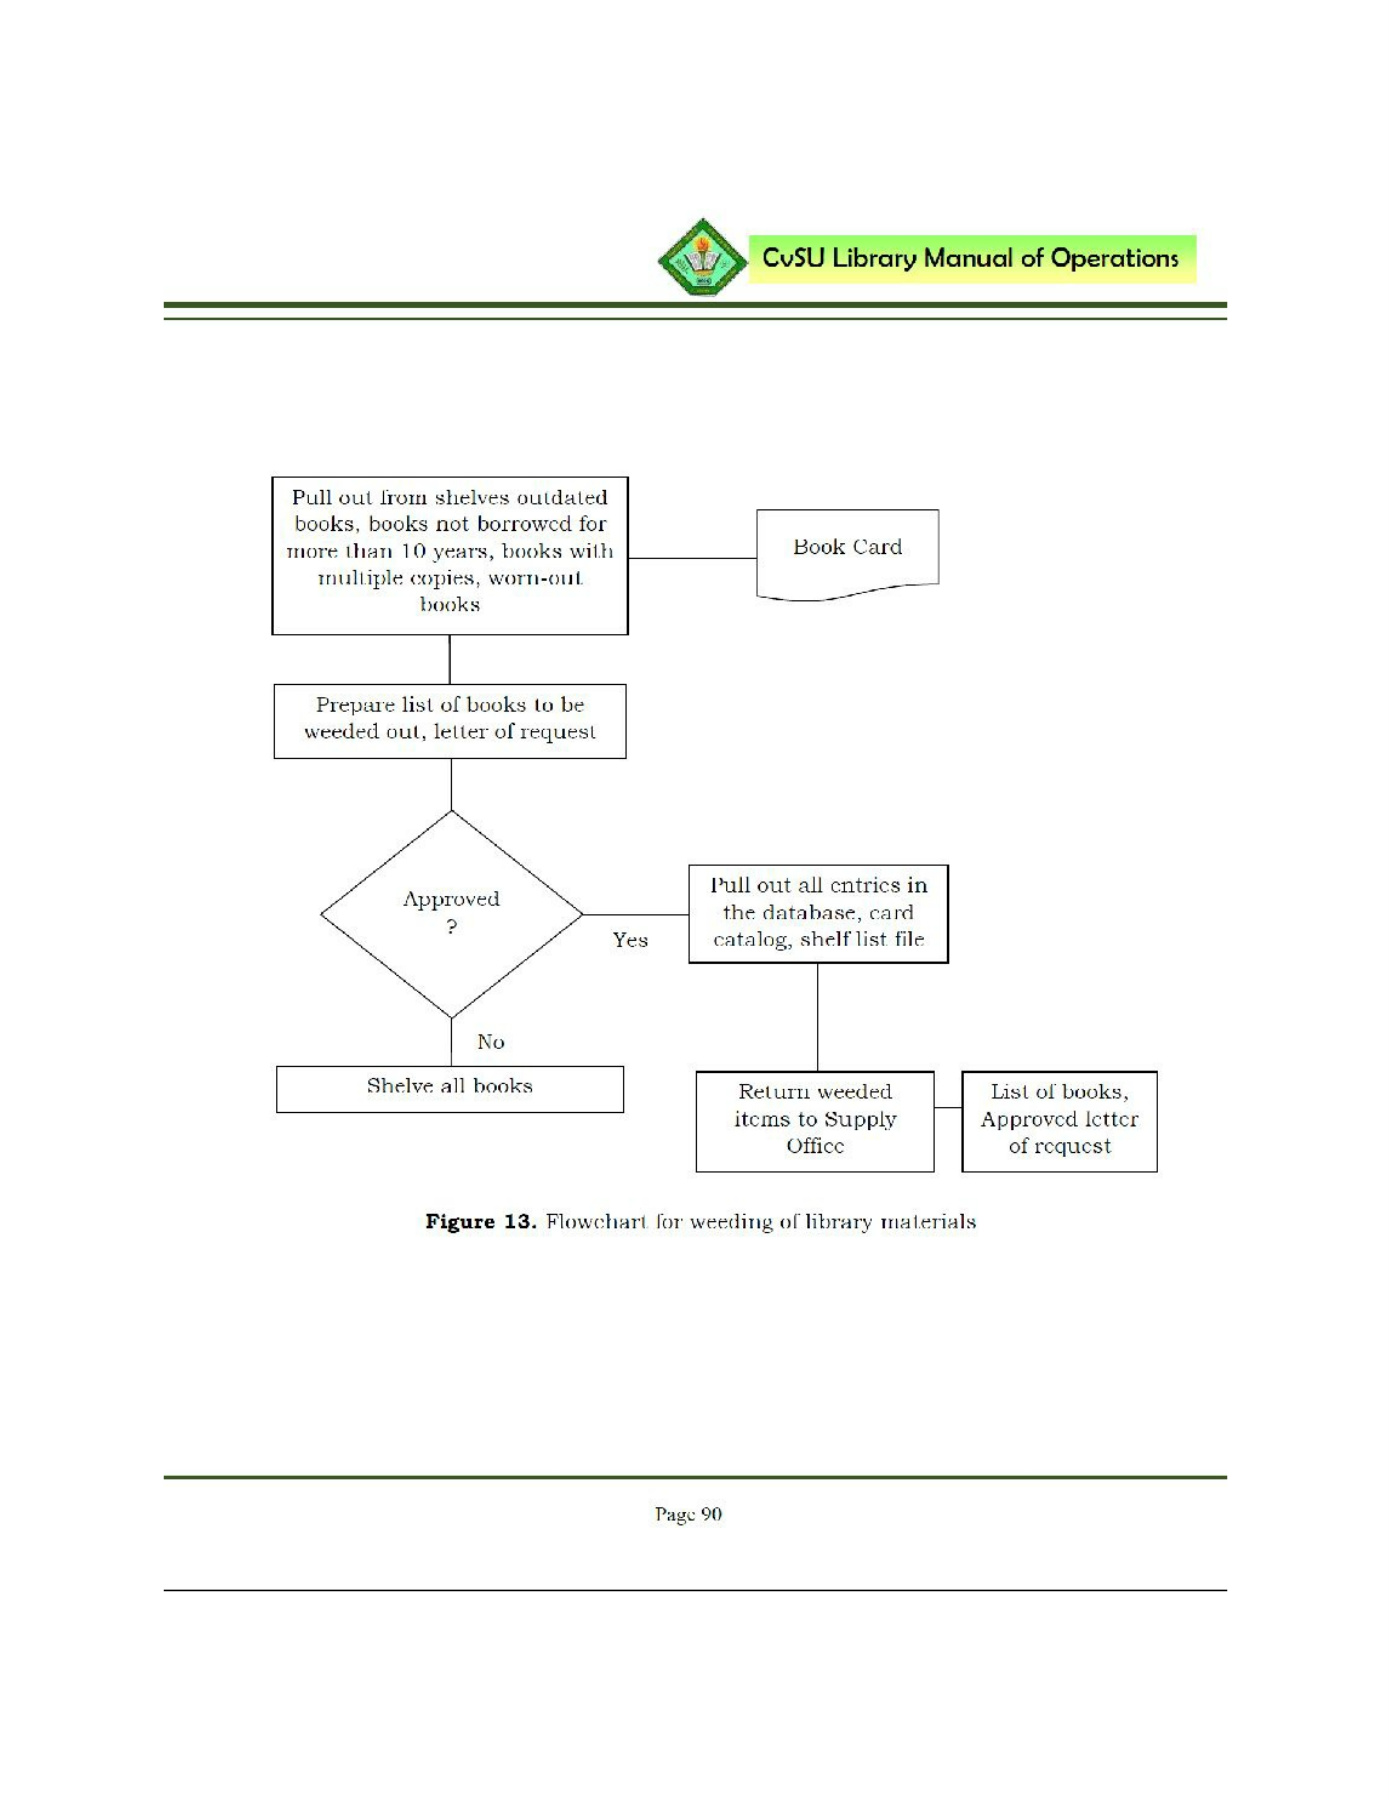 CvSU Library Manual of Operations
Pull out from shelves outdated
books, books not borrowed for
more than 10 years, books with
multiple copies, worn-out
books
Book Card
Prepare list of books to be
weeded out, letter of request
Approved
?
Yes
Pull out all entries in
the database, card
catalog, shelf list file
No
Shelve all books
Return weeded
items to Supply
Office
List of books,
Approved letter
of request
Figure 13. Flowchart for weeding of library materials
Page 90